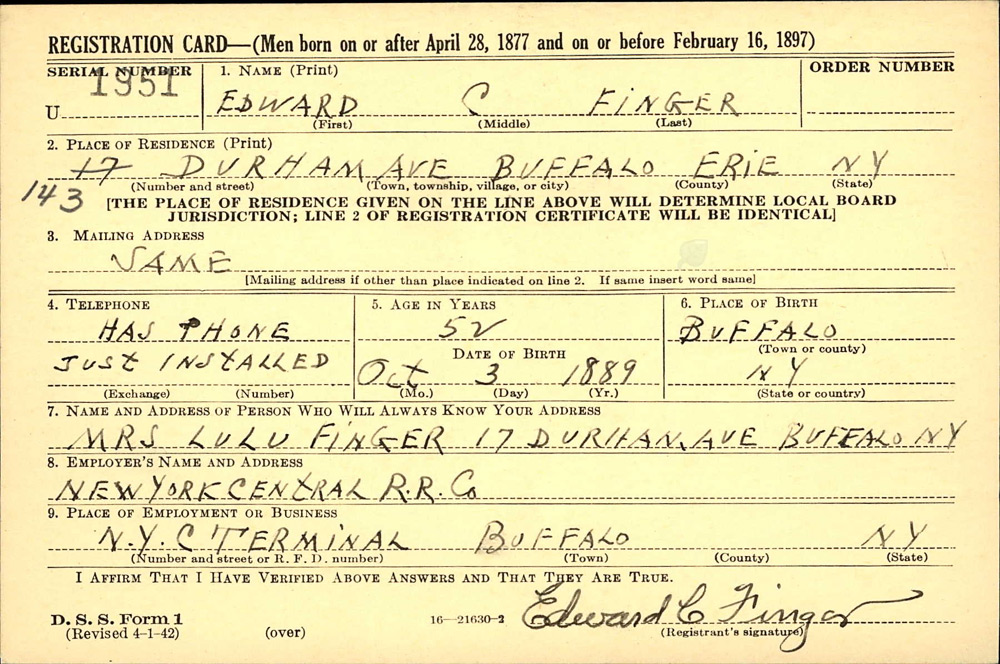 REGISTRATION CARD—(Men born on or after April 28, 1877 and on or before February 16, 1897)
SERIAL NUMBER 1. NAME (Print) ORDER NUMBER
1951
U EDWARD C FINGER
(First) (Middle) (Last)
2. PLACE OF RESIDENCE (Print)
17 DURHAM AVE BUFFALO ERIE NY
(Number and street) (Town, township, village, or city) (County) (State)
143
[THE PLACE OF RESIDENCE GIVEN ON THE LINE ABOVE WILL DETERMINE LOCAL BOARD
JURISDICTION; LINE 2 OF REGISTRATION CERTIFICATE WILL BE IDENTICAL]
3. MAILING ADDRESS
SAME
[Mailing address if other than place indicated on line 2. If same insert word same]
4. TELEPHONE 5. AGE IN YEARS 6. PLACE OF BIRTH
HAS PHONE 52 BUFFALO
DATE OF BIRTH (Town or county)
JUST INSTALLED Oct 3 1889 NY
(Exchange) (Number) (Mo.) (Day) (Yr.) (State or country)
7. NAME AND ADDRESS OF PERSON WHO WILL ALWAYS KNOW YOUR ADDRESS
MRS LULU FINGER 17 DURHAM AVE BUFFALO NY
8. EMPLOYER'S NAME AND ADDRESS
NEW YORK CENTRAL R.R. Co
9. PLACE OF EMPLOYMENT OR BUSINESS
N.Y.C TERMINAL BUFFALO NY
(Number and street or R. F. D. number) (Town) (County) (State)
I AFFIRM THAT I HAVE VERIFIED ABOVE ANSWERS AND THAT THEY ARE TRUE.
D. S. S. Form 1
(Revised 4-1-42) (over) 16—21630-2 Edward C Finger
(Registrant's signature)